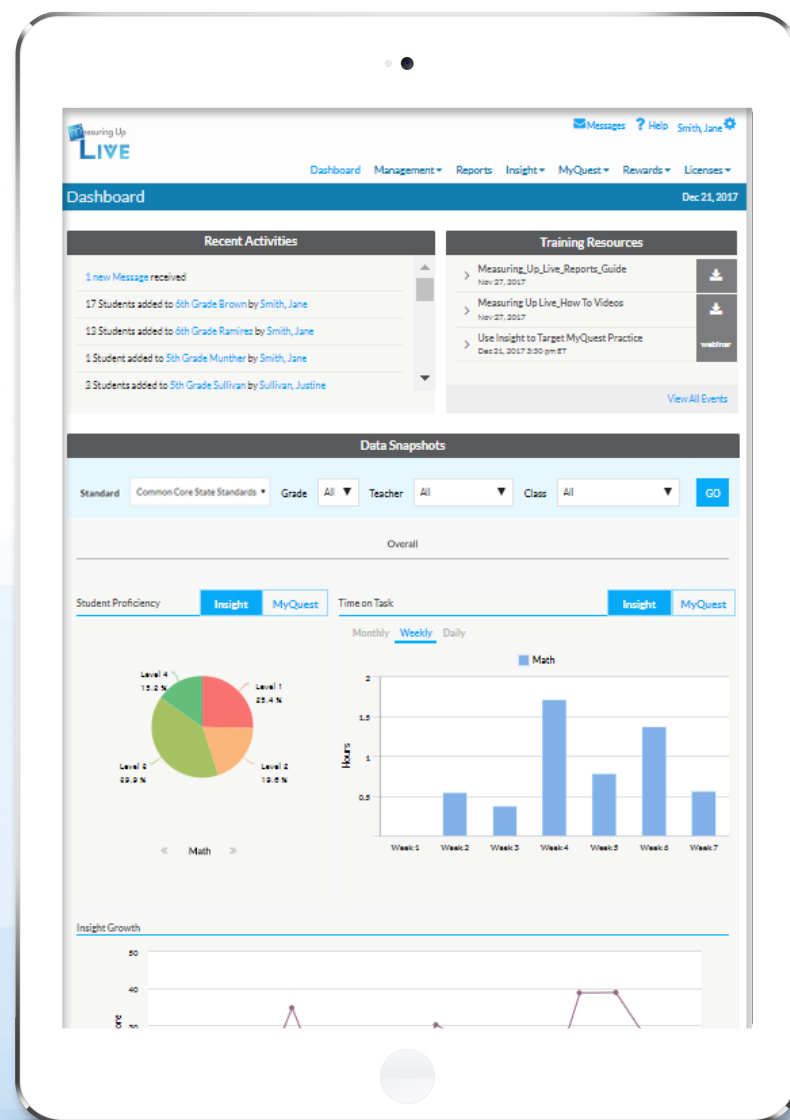 Measuring Up
LIVE
Messages ? Help Smith, Jane
Dashboard Management Reports Insight MyQuest Rewards Licenses
Dashboard Dec 21, 2017
Recent Activities
1 new Message received
17 Students added to 6th Grade Brown by Smith, Jane
13 Students added to 6th Grade Ramirez by Smith, Jane
1 Student added to 5th Grade Munther by Smith, Jane
3 Students added to 5th Grade Sullivan by Sullivan, Justine
Training Resources
Measuring_Up_Live_Reports_Guide
Nov 27, 2017
Measuring Up Live_How To Videos
Nov 27, 2017
Use Insight to Target MyQuest Practice
Dec 21, 2017 3:30 pm ET
webinar
View All Events
Data Snapshots
Standard Common Core State Standards Grade All Teacher All Class All GO
Overall
Student Proficiency Insight MyQuest
Level 4
15.2 %
Level 1
25.4 %
Level 2
19.5 %
Level
Math
Time on Task Insight MyQuest
Monthly Weekly Daily
Math
2
1.5
1
0.5
Hours
Week 1 Week 2 Week 3 Week 4 Week 5 Week 6 Week 7
Insight Growth
50
40